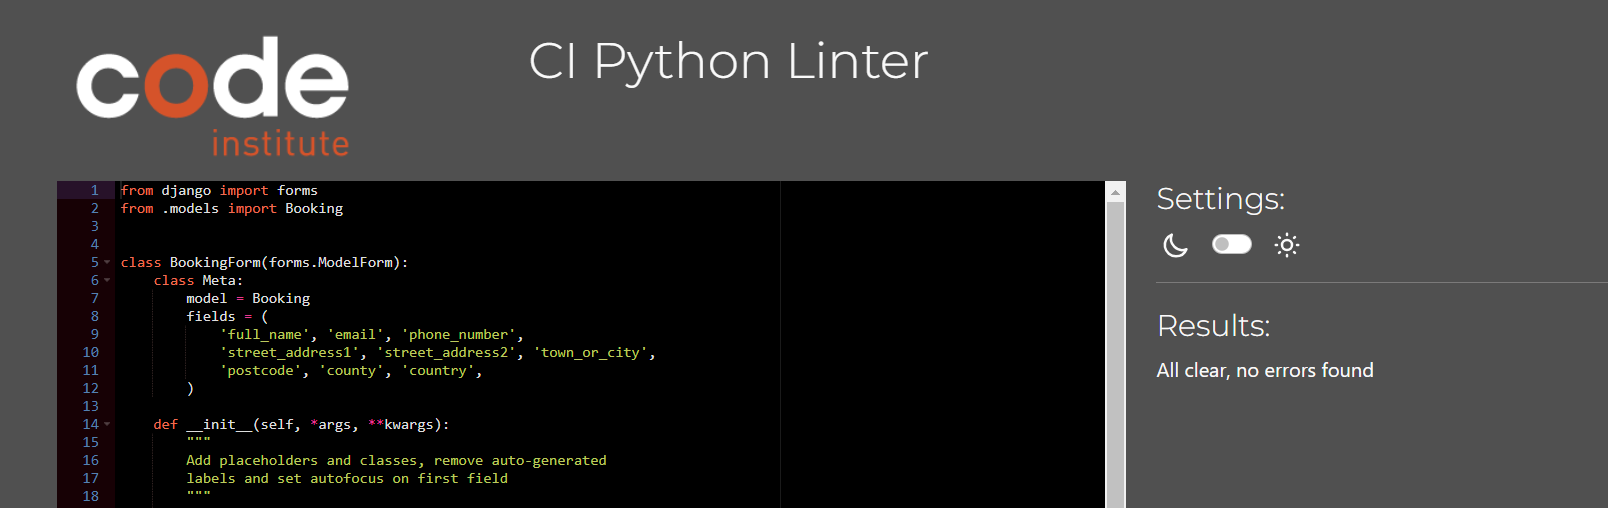 code
institute
CI Python Linter
1 from django import forms
2 from .models import Booking
3
4
5 class BookingForm(forms.ModelForm):
6     class Meta:
7         model = Booking
8         fields = (
9             'full_name', 'email', 'phone_number',
10             'street_address1', 'street_address2', 'town_or_city',
11             'postcode', 'county', 'country',
12         )
13
14     def __init__(self, *args, **kwargs):
15         """
16         Add placeholders and classes, remove auto-generated
17         labels and set autofocus on first field
18         """
Settings:
Results:
All clear, no errors found